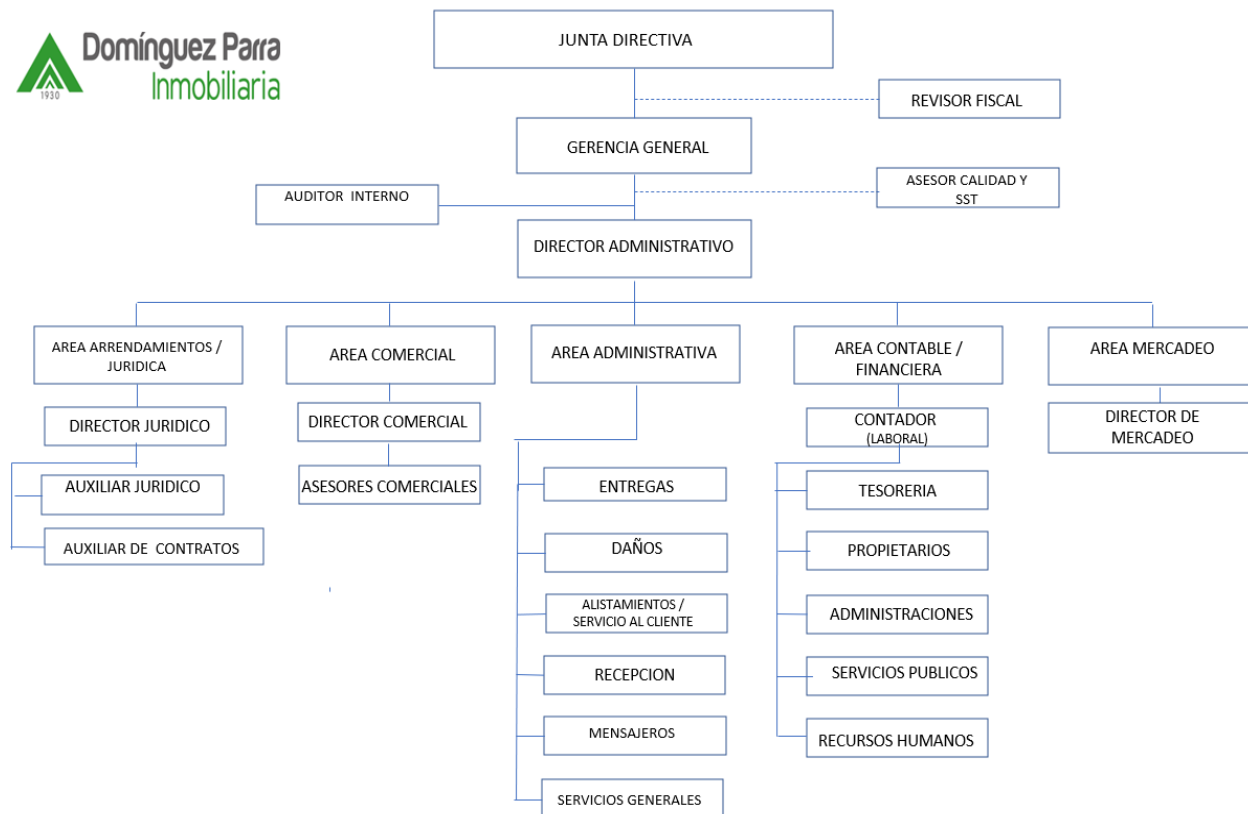 Domínguez Parra
Inmobiliaria
1930
JUNTA DIRECTIVA
REVISOR FISCAL
GERENCIA GENERAL
ASESOR CALIDAD Y
SST
AUDITOR INTERNO
DIRECTOR ADMINISTRATIVO
AREA ARRENDAMIENTOS /
JURIDICA
AREA COMERCIAL
AREA ADMINISTRATIVA
AREA CONTABLE /
FINANCIERA
AREA MERCADEO
DIRECTOR JURIDICO
DIRECTOR COMERCIAL
CONTADOR
(LABORAL)
DIRECTOR DE
MERCADEO
AUXILIAR JURIDICO
ASESORES COMERCIALES
ENTREGAS
TESORERIA
AUXILIAR DE CONTRATOS
DAÑOS
PROPIETARIOS
ALISTAMIENTOS /
SERVICIO AL CLIENTE
ADMINISTRACIONES
RECEPCION
SERVICIOS PUBLICOS
MENSAJEROS
RECURSOS HUMANOS
SERVICIOS GENERALES